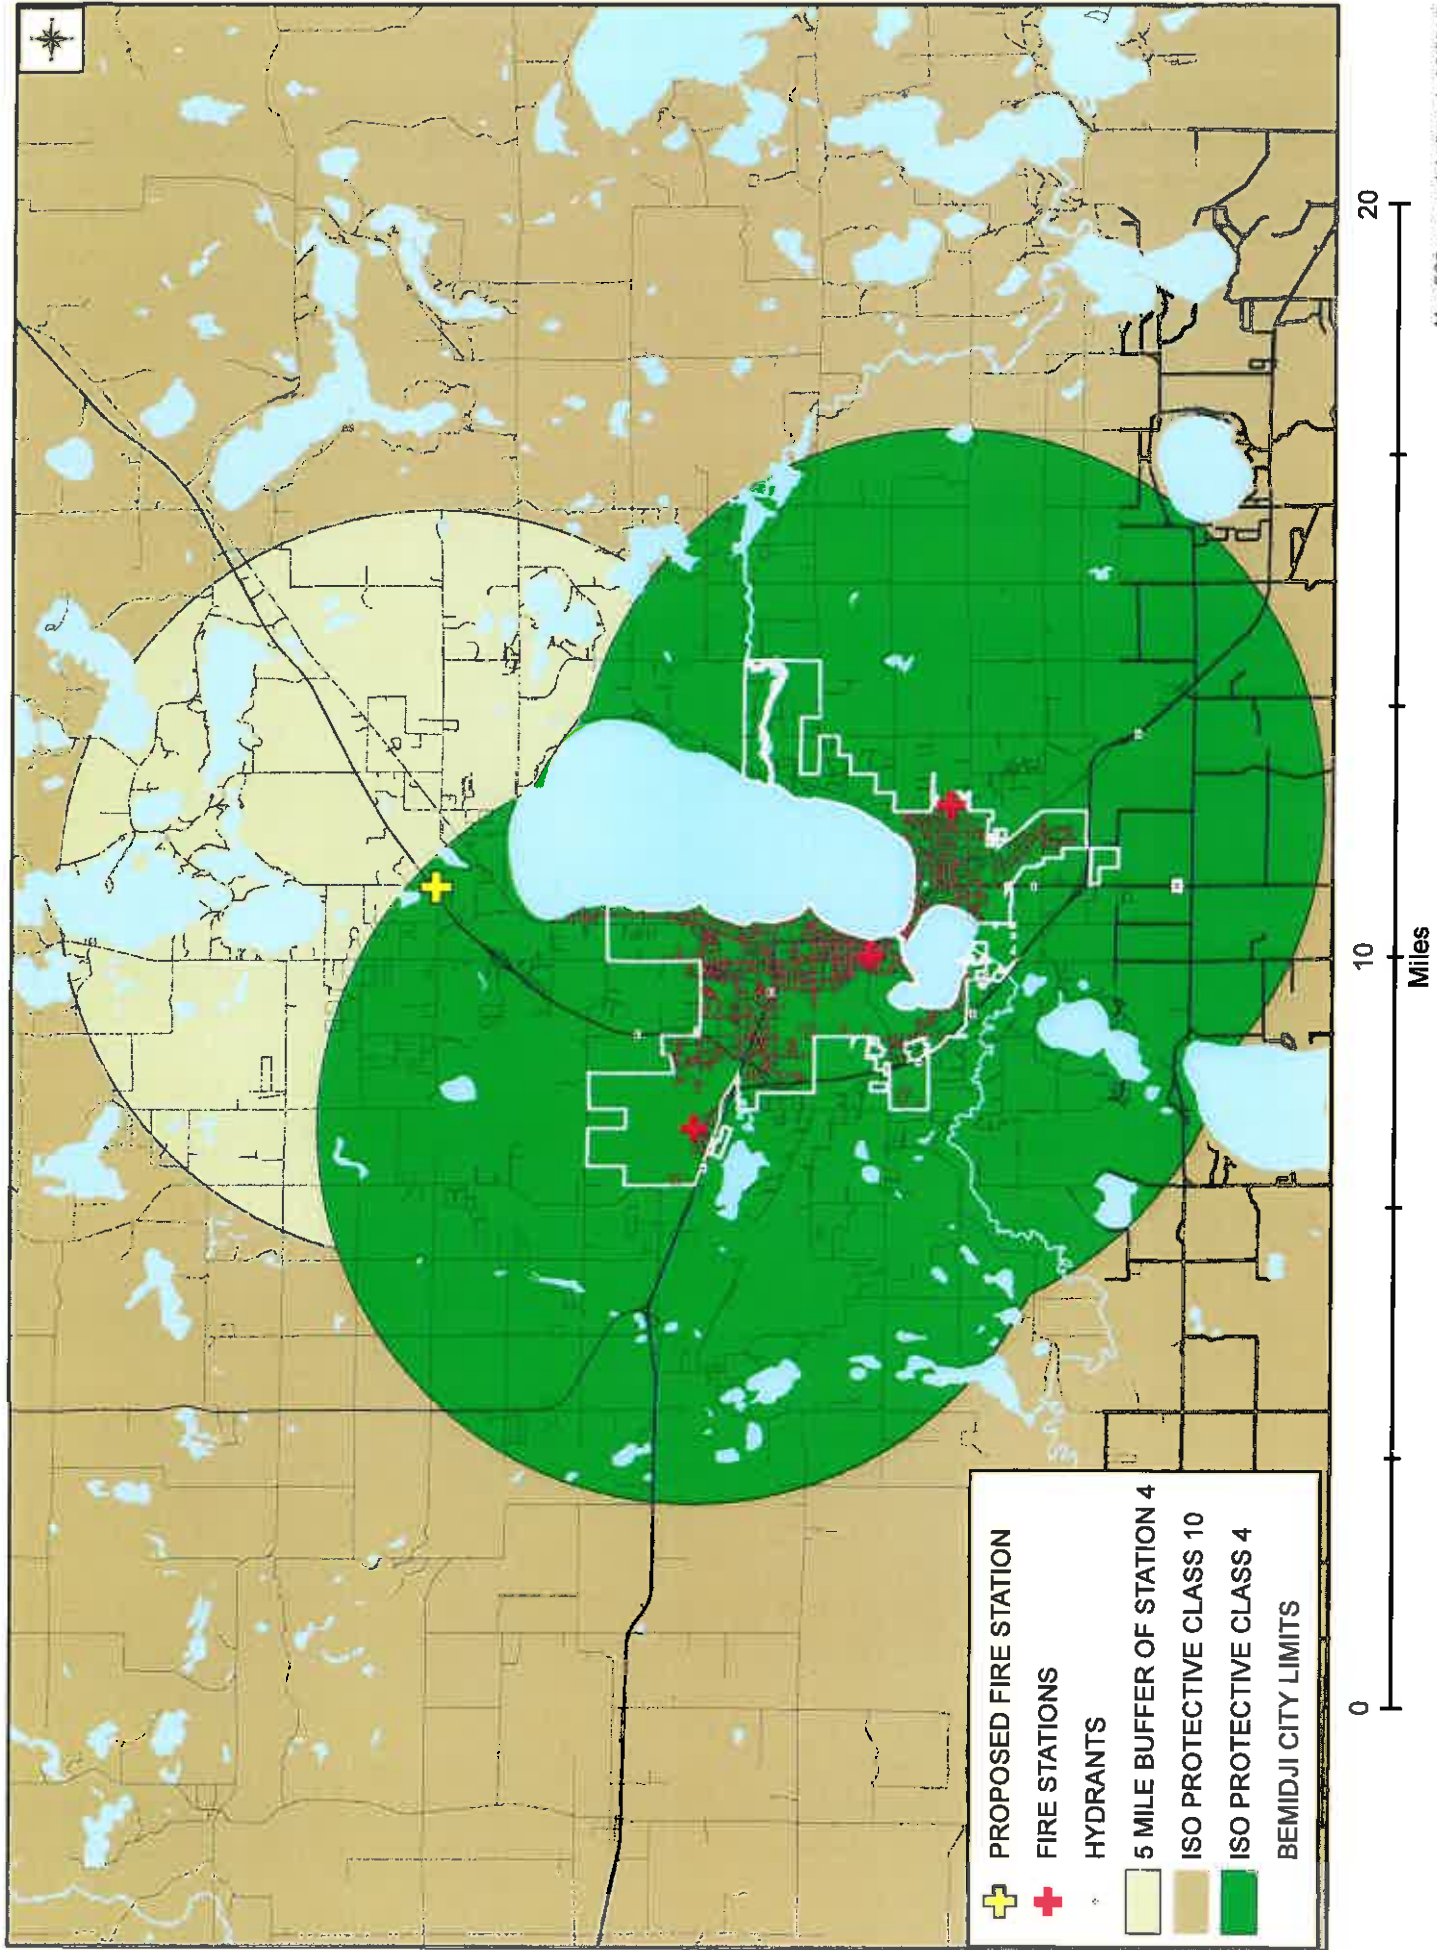 PROPOSED FIRE STATION
FIRE STATIONS
HYDRANTS
5 MILE BUFFER OF STATION 4
ISO PROTECTIVE CLASS 10
ISO PROTECTIVE CLASS 4
BEMIDJI CITY LIMITS
0
10
20
Miles